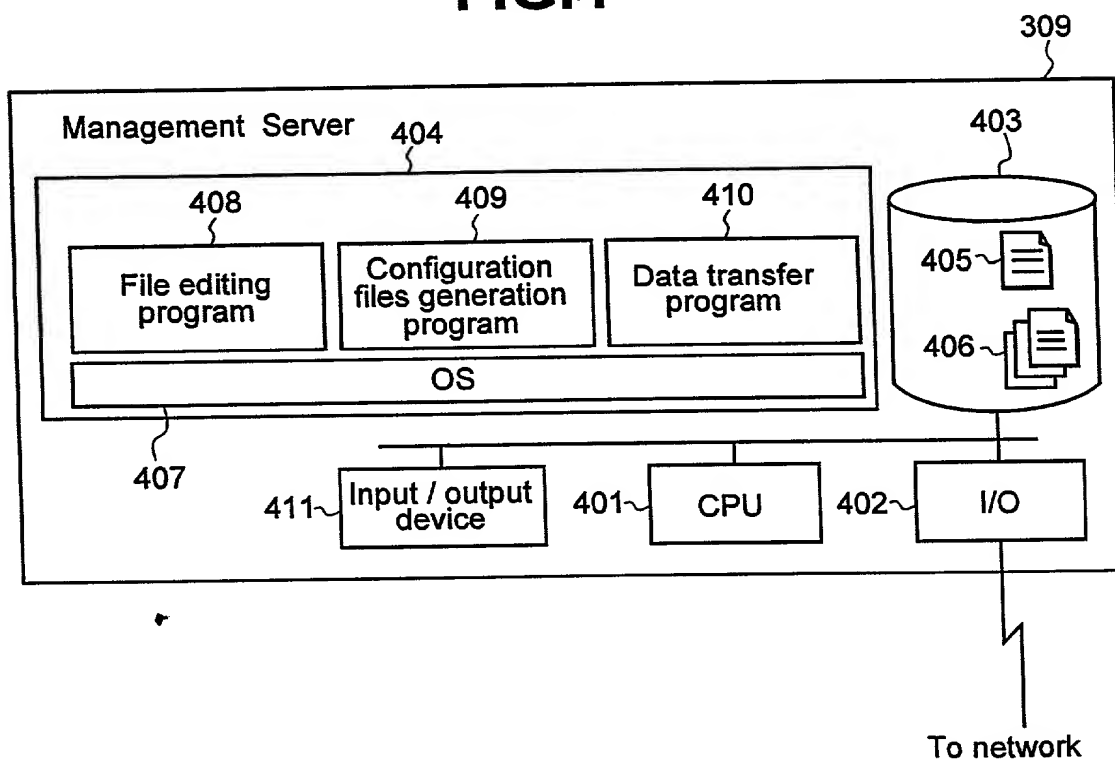 309
Management Server
404
403
408
409
410
405
File editing
program
Configuration
files generation
program
Data transfer
program
406
OS
407
411
Input / output
device
401
CPU
402
I/O
To network